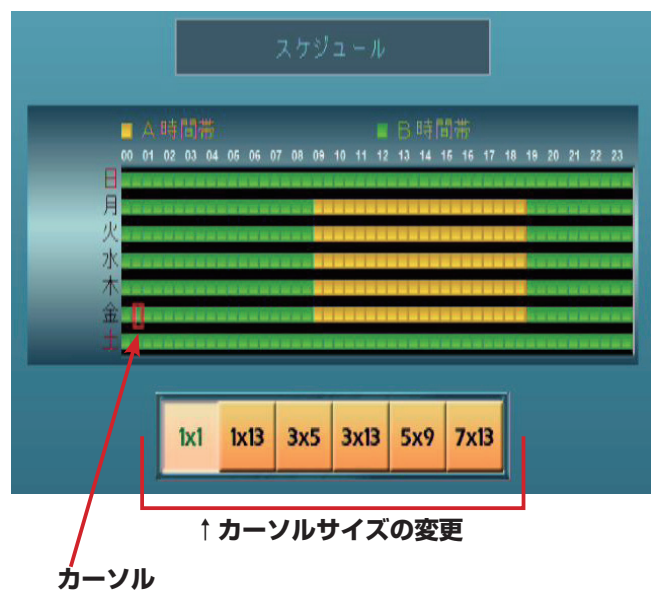 スケジュール
A 時間帯 B 時間帯
00 01 02 03 04 05 06 07 08 09 10 11 12 13 14 15 16 17 18 19 20 21 22 23
日
月
火
水
木
金
土
1x1 1x13 3x5 3x13 5x9 7x13
↑カーソルサイズの変更
カーソル